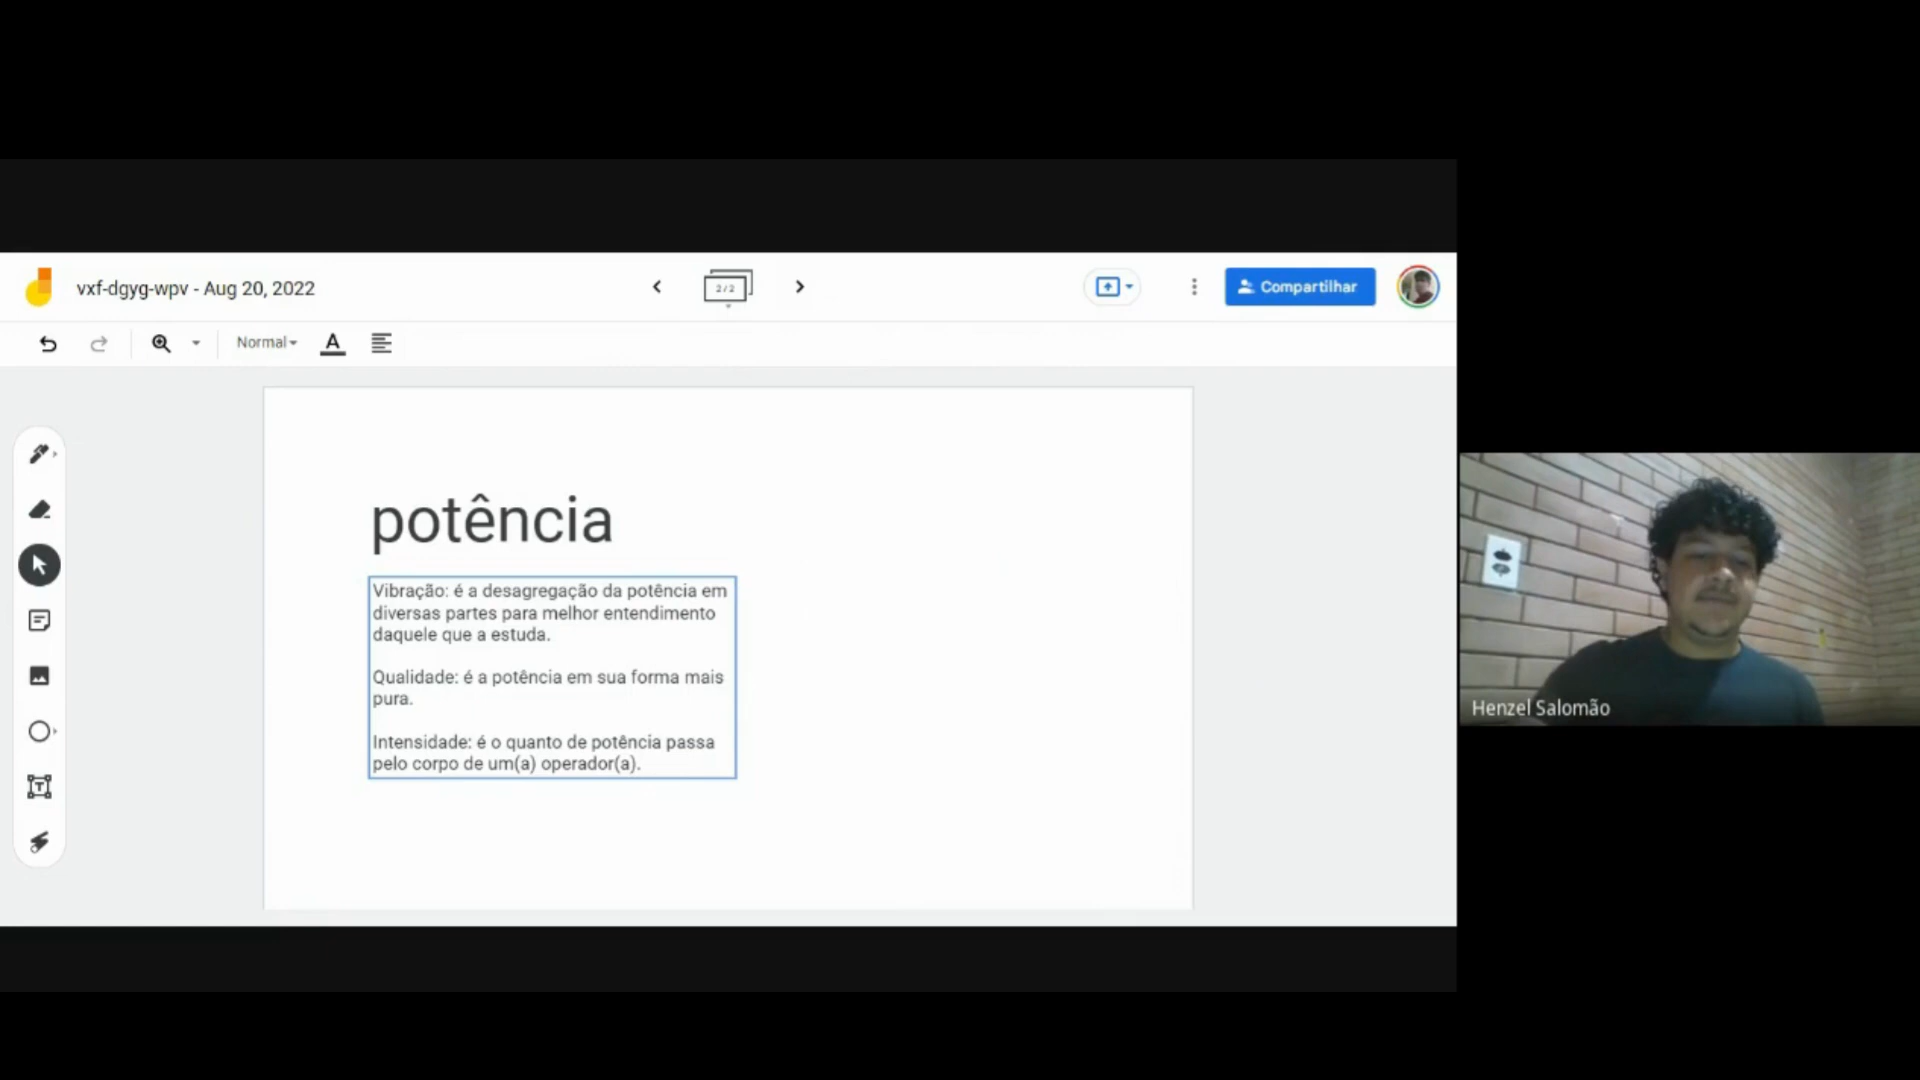 vxf-dgyg-wpv - Aug 20, 2022
2/2
Compartilhar
Normal
A
potência
Vibração: é a desagregação da potência em
diversas partes para melhor entendimento
daquele que a estuda.
Qualidade: é a potência em sua forma mais
pura.
Intensidade: é o quanto de potência passa
pelo corpo de um(a) operador(a).
Henzel Salomão